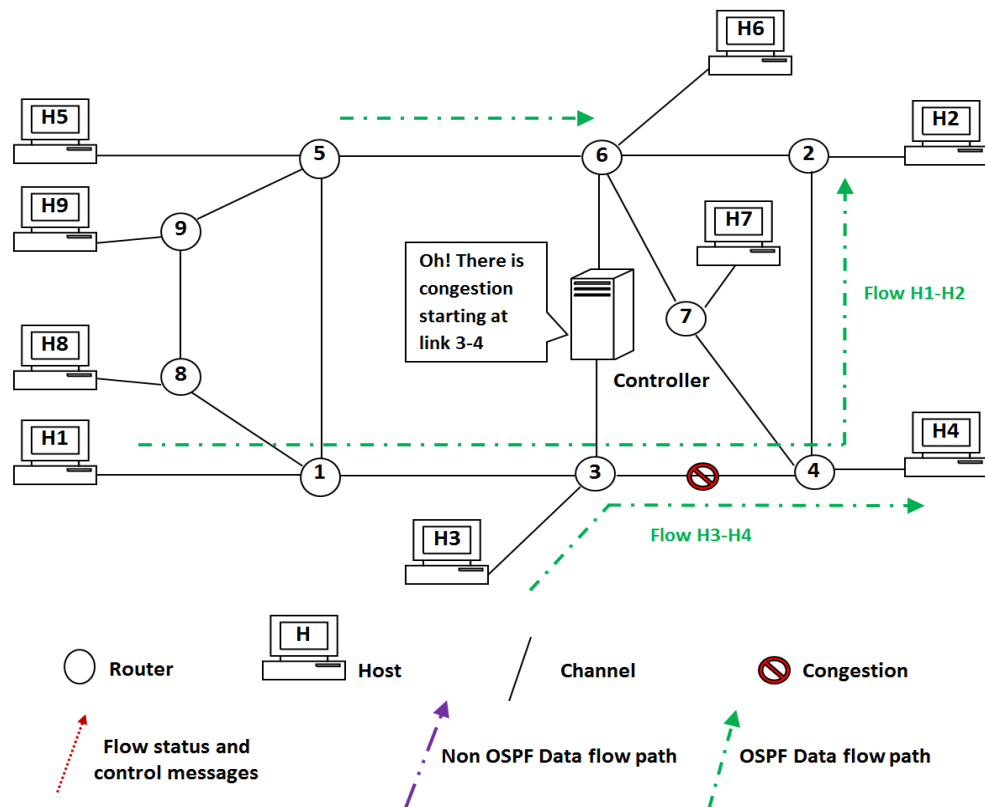 H6
H5
H2
5
6
2
H9
H7
9
Oh! There is
congestion
starting at
link 3-4
Flow H1-H2
7
H8
8
Controller
H1
H4
1
3
4
H3
Flow H3-H4
H
Router
Host
Channel
Congestion
Flow status and
control messages
Non OSPF Data flow path
OSPF Data flow path